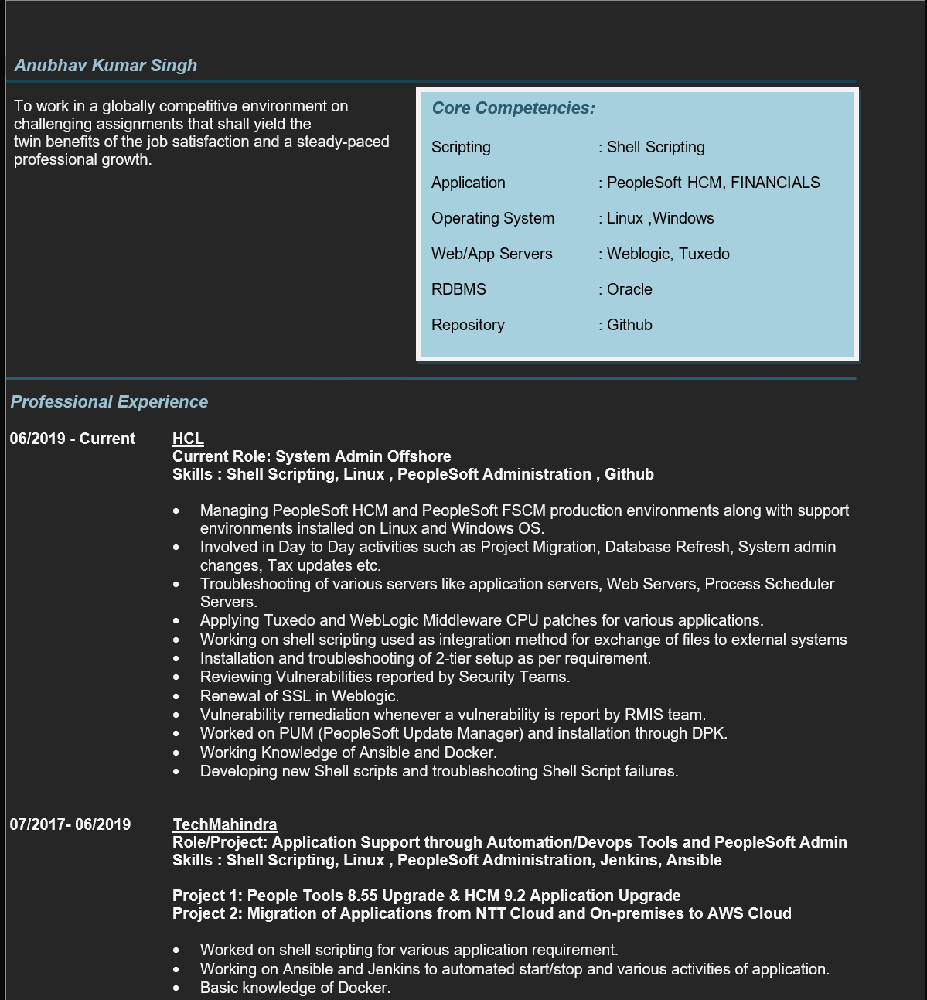 Anubhav Kumar Singh
To work in a globally competitive environment on
challenging assignments that shall yield the
twin benefits of the job satisfaction and a steady-paced
professional growth.
Core Competencies:
Scripting : Shell Scripting
Application : PeopleSoft HCM, FINANCIALS
Operating System : Linux ,Windows
Web/App Servers : Weblogic, Tuxedo
RDBMS : Oracle
Repository : Github
Professional Experience
06/2019 - Current HCL
Current Role: System Admin Offshore
Skills : Shell Scripting, Linux , PeopleSoft Administration , Github
• Managing PeopleSoft HCM and PeopleSoft FSCM production environments along with support
environments installed on Linux and Windows OS.
• Involved in Day to Day activities such as Project Migration, Database Refresh, System admin
changes, Tax updates etc.
• Troubleshooting of various servers like application servers, Web Servers, Process Scheduler
Servers.
• Applying Tuxedo and WebLogic Middleware CPU patches for various applications.
• Working on shell scripting used as integration method for exchange of files to external systems
• Installation and troubleshooting of 2-tier setup as per requirement.
• Reviewing Vulnerabilities reported by Security Teams.
• Renewal of SSL in Weblogic.
• Vulnerability remediation whenever a vulnerability is report by RMIS team.
• Worked on PUM (PeopleSoft Update Manager) and installation through DPK.
• Working Knowledge of Ansible and Docker.
• Developing new Shell scripts and troubleshooting Shell Script failures.
07/2017- 06/2019 TechMahindra
Role/Project: Application Support through Automation/Devops Tools and PeopleSoft Admin
Skills : Shell Scripting, Linux , PeopleSoft Administration, Jenkins, Ansible
Project 1: People Tools 8.55 Upgrade & HCM 9.2 Application Upgrade
Project 2: Migration of Applications from NTT Cloud and On-premises to AWS Cloud
• Worked on shell scripting for various application requirement.
• Working on Ansible and Jenkins to automated start/stop and various activities of application.
• Basic knowledge of Docker.